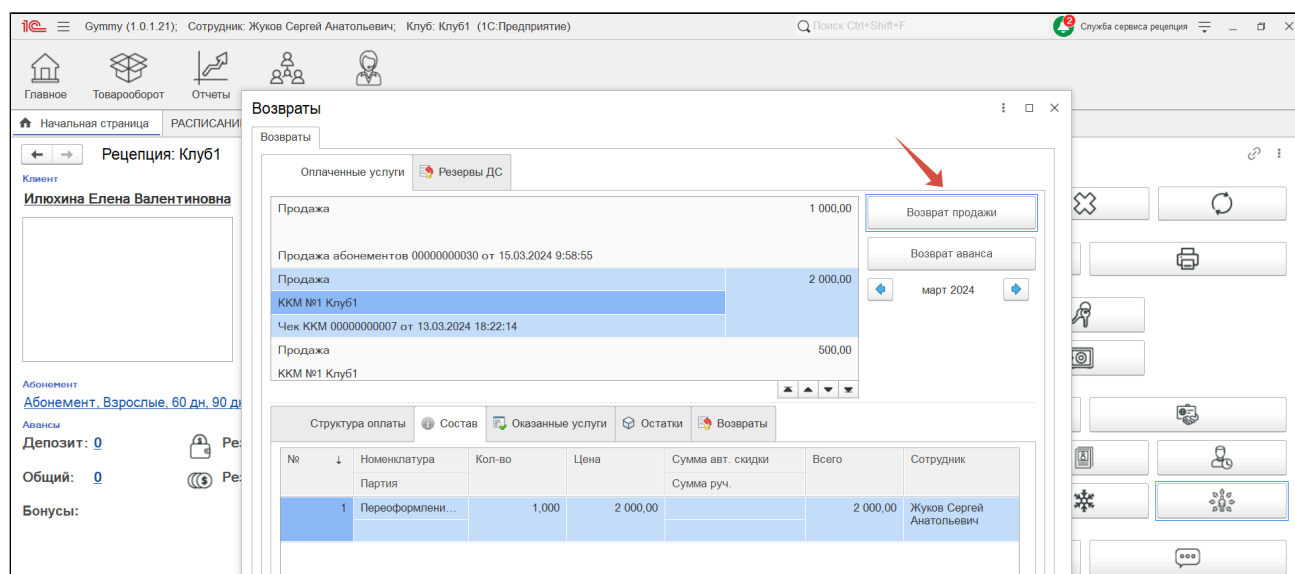 1С Gymmy (1.0.1.21); Сотрудник: Жуков Сергей Анатольевич; Клуб: Клуб1 (1С:Предприятие) Поиск Ctrl+Shift+F 2 Служба сервиса рецепция
Главное Товарооборот Отчеты
Начальная страница РАСПИСАНИ
Рецепция: Клуб1
Клиент
Илюхина Елена Валентиновна
Абонемент
Абонемент, Взрослые, 60 дн, 90 д
Авансы
Депозит: 0 Ре
Общий: 0 Ре
Бонусы:
Возвраты
Возвраты
Оплаченные услуги Резервы ДС
Продажа 1 000,00
Продажа абонементов 00000000030 от 15.03.2024 9:58:55
Продажа 2 000,00
ККМ №1 Клуб1
Чек ККМ 00000000007 от 13.03.2024 18:22:14
Продажа 500,00
ККМ №1 Клуб1
Возврат продажи
Возврат аванса
март 2024
Структура оплаты Состав Оказанные услуги Остатки Возвраты
№ Номенклатура Кол-во Цена Сумма авт. скидки Всего Сотрудник
Партия Сумма руч.
1 Переоформлени... 1,000 2 000,00 2 000,00 Жуков Сергей
Анатольевич